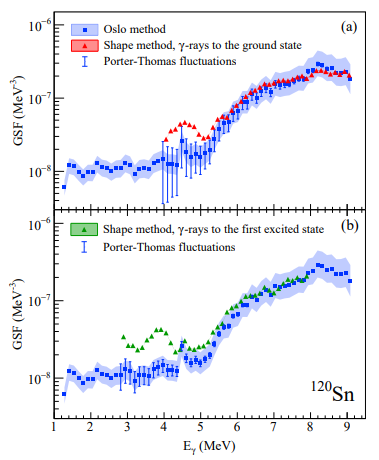 (a)
Oslo method
Shape method, γ-rays to the ground state
Porter-Thomas fluctuations
10⁻⁶
10⁻⁷
10⁻⁸
GSF (MeV⁻³)
(b)
Shape method, γ-rays to the first excited state
Porter-Thomas fluctuations
10⁻⁶
10⁻⁷
10⁻⁸
GSF (MeV⁻³)
¹²⁰Sn
1 2 3 4 5 6 7 8 9
Eγ (MeV)